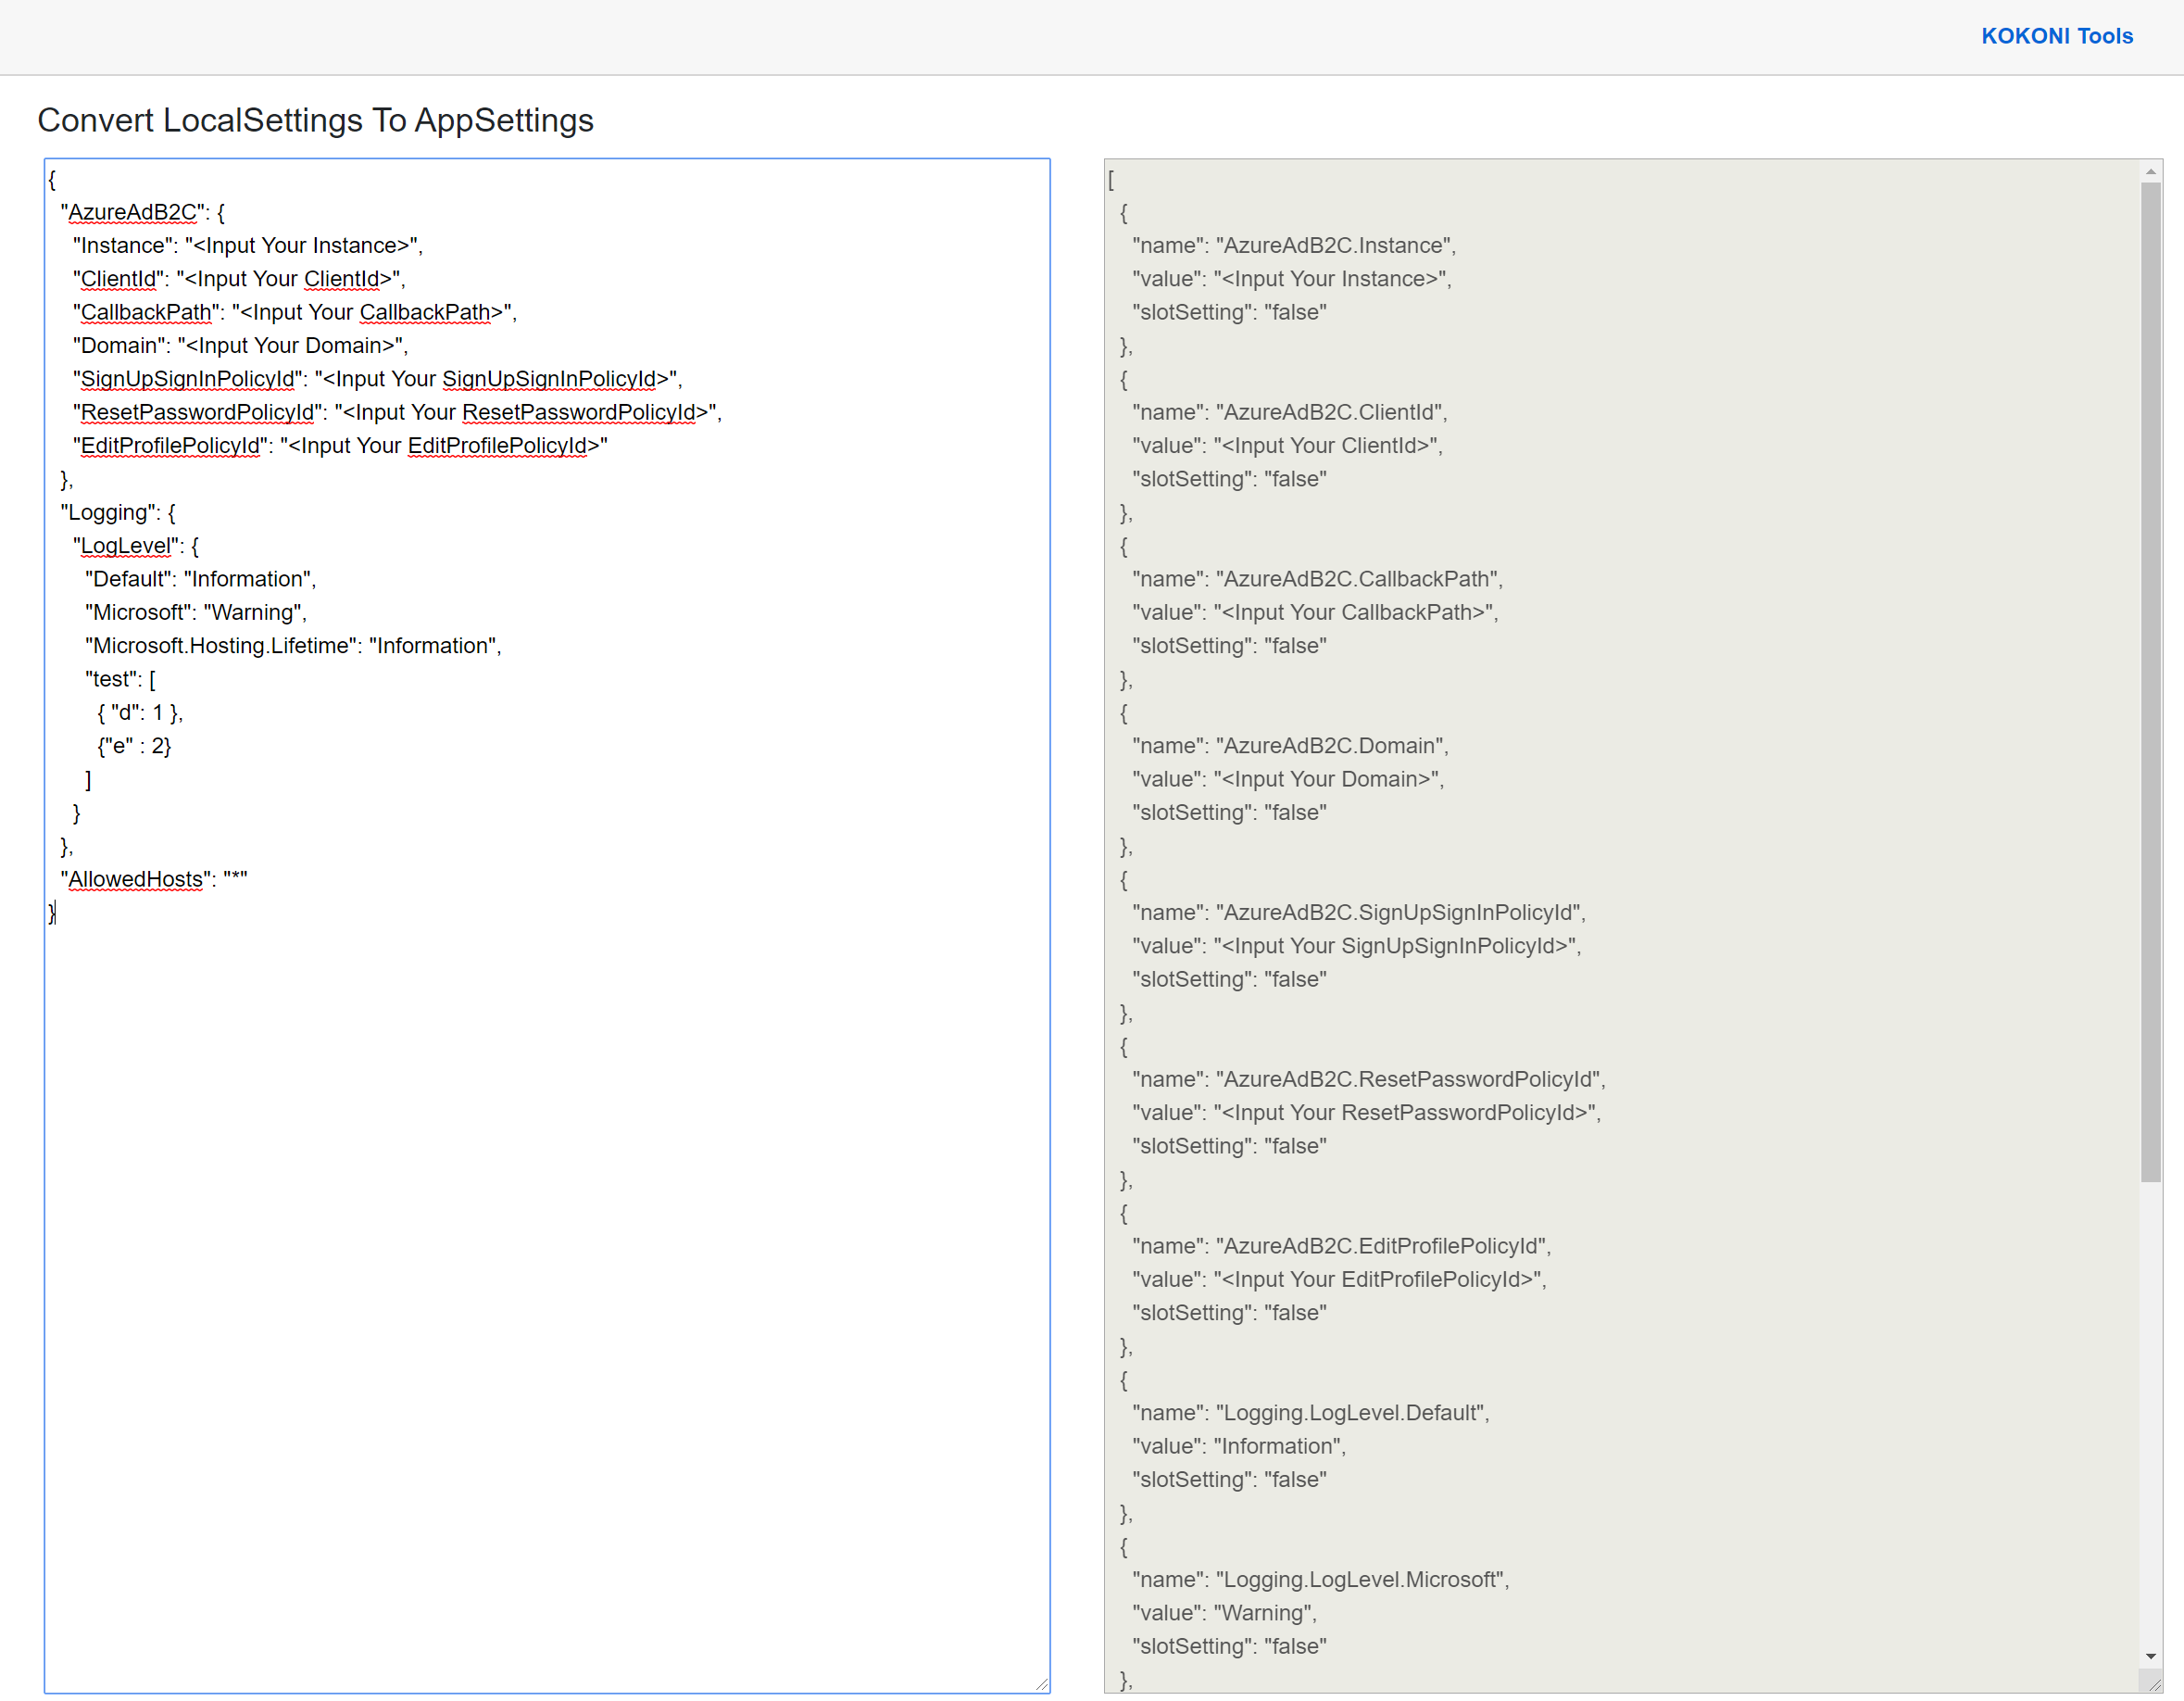 KOKONI Tools
Convert LocalSettings To AppSettings
{
  "AzureAdB2C": {
    "Instance": "<Input Your Instance>",
    "ClientId": "<Input Your ClientId>",
    "CallbackPath": "<Input Your CallbackPath>",
    "Domain": "<Input Your Domain>",
    "SignUpSignInPolicyId": "<Input Your SignUpSignInPolicyId>",
    "ResetPasswordPolicyId": "<Input Your ResetPasswordPolicyId>",
    "EditProfilePolicyId": "<Input Your EditProfilePolicyId>"
  },
  "Logging": {
    "LogLevel": {
      "Default": "Information",
      "Microsoft": "Warning",
      "Microsoft.Hosting.Lifetime": "Information",
      "test": [
        { "d": 1 },
        {"e" : 2}
      ]
    }
  },
  "AllowedHosts": "*"
}
[
  {
    "name": "AzureAdB2C.Instance",
    "value": "<Input Your Instance>",
    "slotSetting": "false"
  },
  {
    "name": "AzureAdB2C.ClientId",
    "value": "<Input Your ClientId>",
    "slotSetting": "false"
  },
  {
    "name": "AzureAdB2C.CallbackPath",
    "value": "<Input Your CallbackPath>",
    "slotSetting": "false"
  },
  {
    "name": "AzureAdB2C.Domain",
    "value": "<Input Your Domain>",
    "slotSetting": "false"
  },
  {
    "name": "AzureAdB2C.SignUpSignInPolicyId",
    "value": "<Input Your SignUpSignInPolicyId>",
    "slotSetting": "false"
  },
  {
    "name": "AzureAdB2C.ResetPasswordPolicyId",
    "value": "<Input Your ResetPasswordPolicyId>",
    "slotSetting": "false"
  },
  {
    "name": "AzureAdB2C.EditProfilePolicyId",
    "value": "<Input Your EditProfilePolicyId>",
    "slotSetting": "false"
  },
  {
    "name": "Logging.LogLevel.Default",
    "value": "Information",
    "slotSetting": "false"
  },
  {
    "name": "Logging.LogLevel.Microsoft",
    "value": "Warning",
    "slotSetting": "false"
  },